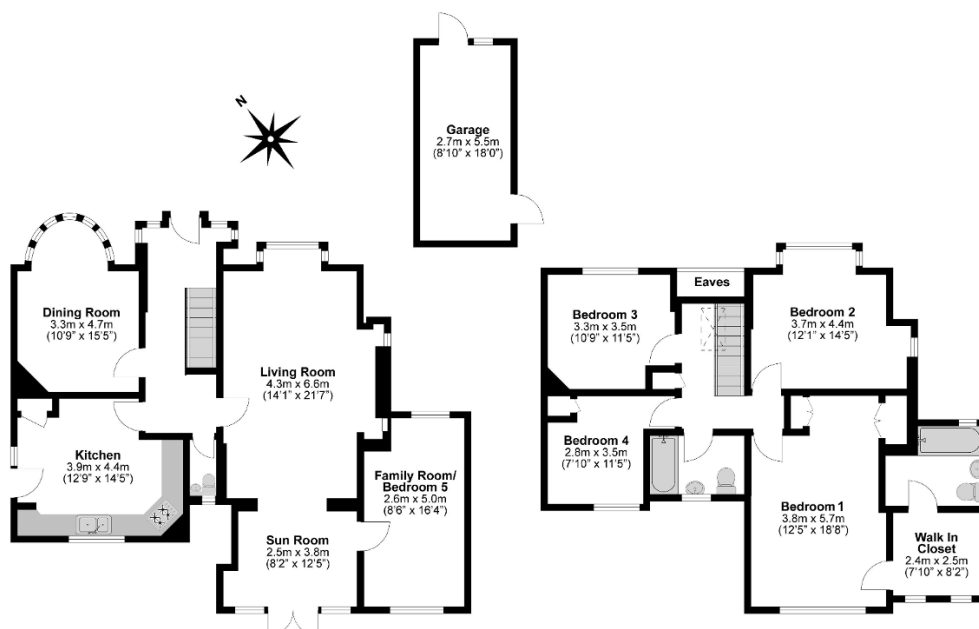 N
Garage
2.7m x 5.5m
(8'10" x 18'0")
Dining Room
3.3m x 4.7m
(10'9" x 15'5")
Living Room
4.3m x 6.6m
(14'1" x 21'7")
Kitchen
3.9m x 4.4m
(12'9" x 14'5")
Family Room/
Bedroom 5
2.6m x 5.0m
(8'6" x 16'4")
Sun Room
2.5m x 3.8m
(8'2" x 12'5")
Eaves
Bedroom 3
3.3m x 3.5m
(10'9" x 11'5")
Bedroom 2
3.7m x 4.4m
(12'1" x 14'5")
Bedroom 4
2.8m x 3.5m
(7'10" x 11'5")
Bedroom 1
3.8m x 5.7m
(12'5" x 18'8")
Walk In
Closet
2.4m x 2.5m
(7'10" x 8'2")